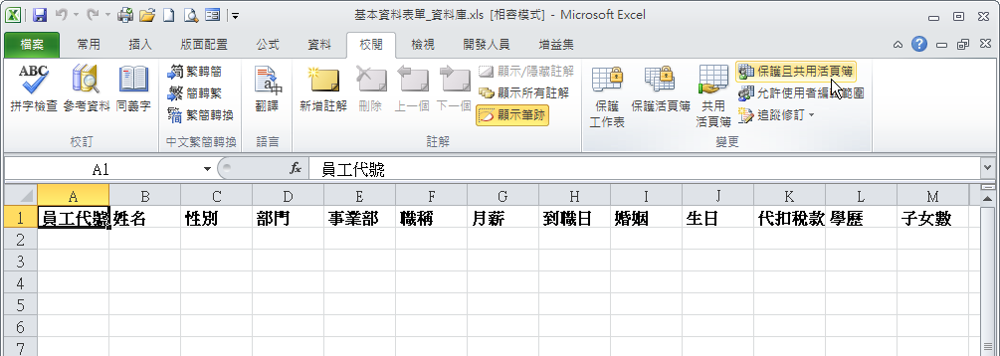 基本資料表單_資料庫.xls [相容模式] - Microsoft Excel
檔案 常用 插入 版面配置 公式 資料 校閱 檢視 開發人員 增益集
ABC
拼字檢查 參考資料 同義字
校訂
繁轉簡
簡轉繁
繁簡轉換
中文繁簡轉換
翻譯
語言
新增註解 刪除 上一個 下一個
顯示/隱藏註解
顯示所有註解
顯示筆跡
註解
保護工作表
保護活頁簿
共用活頁簿
保護且共用活頁簿
允許使用者編輯範圍
追蹤修訂
變更
A1 fx 員工代號
A B C D E F G H I J K L M
1 員工代號 姓名 性別 部門 事業部 職稱 月薪 到職日 婚姻 生日 代扣稅款 學歷 子女數
2
3
4
5
6
7